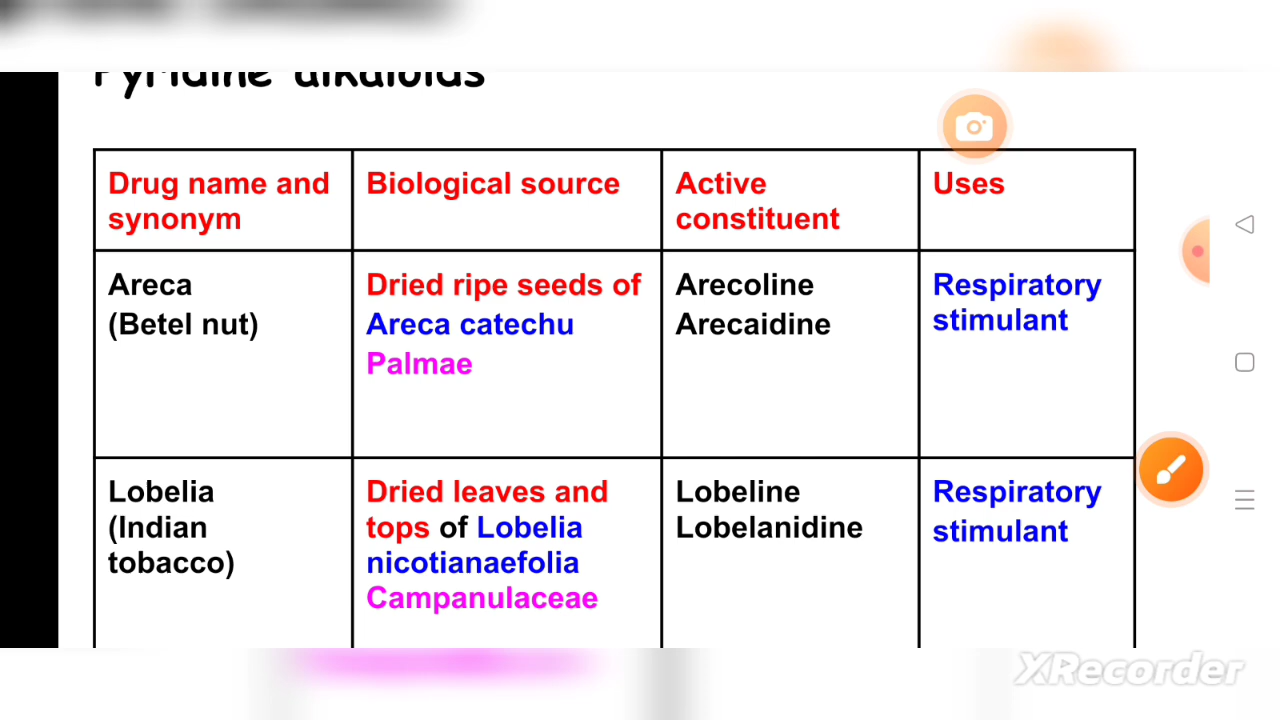 Pyridine alkaloids
Drug name and synonym
Biological source
Active constituent
Uses
Areca
(Betel nut)
Dried ripe seeds of
Areca catechu
Palmae
Arecoline
Arecaidine
Respiratory
stimulant
Lobelia
(Indian
tobacco)
Dried leaves and
tops of Lobelia
nicotianaefolia
Campanulaceae
Lobeline
Lobelanidine
Respiratory
stimulant
XRecorder